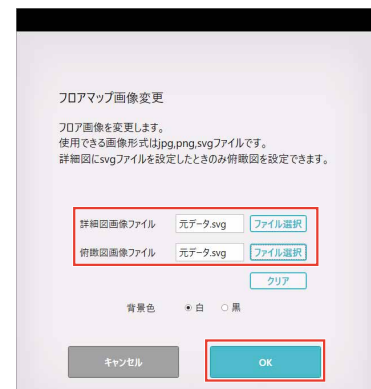 フロアマップ画像変更
フロア画像を変更します。
使用できる画像形式はjpg,png,svgファイルです。
詳細図にsvgファイルを設定したときのみ俯瞰図を設定できます。
詳細図画像ファイル 元データ.svg ファイル選択
俯瞰図画像ファイル 元データ.svg ファイル選択
クリア
背景色 白 黒
キャンセル OK